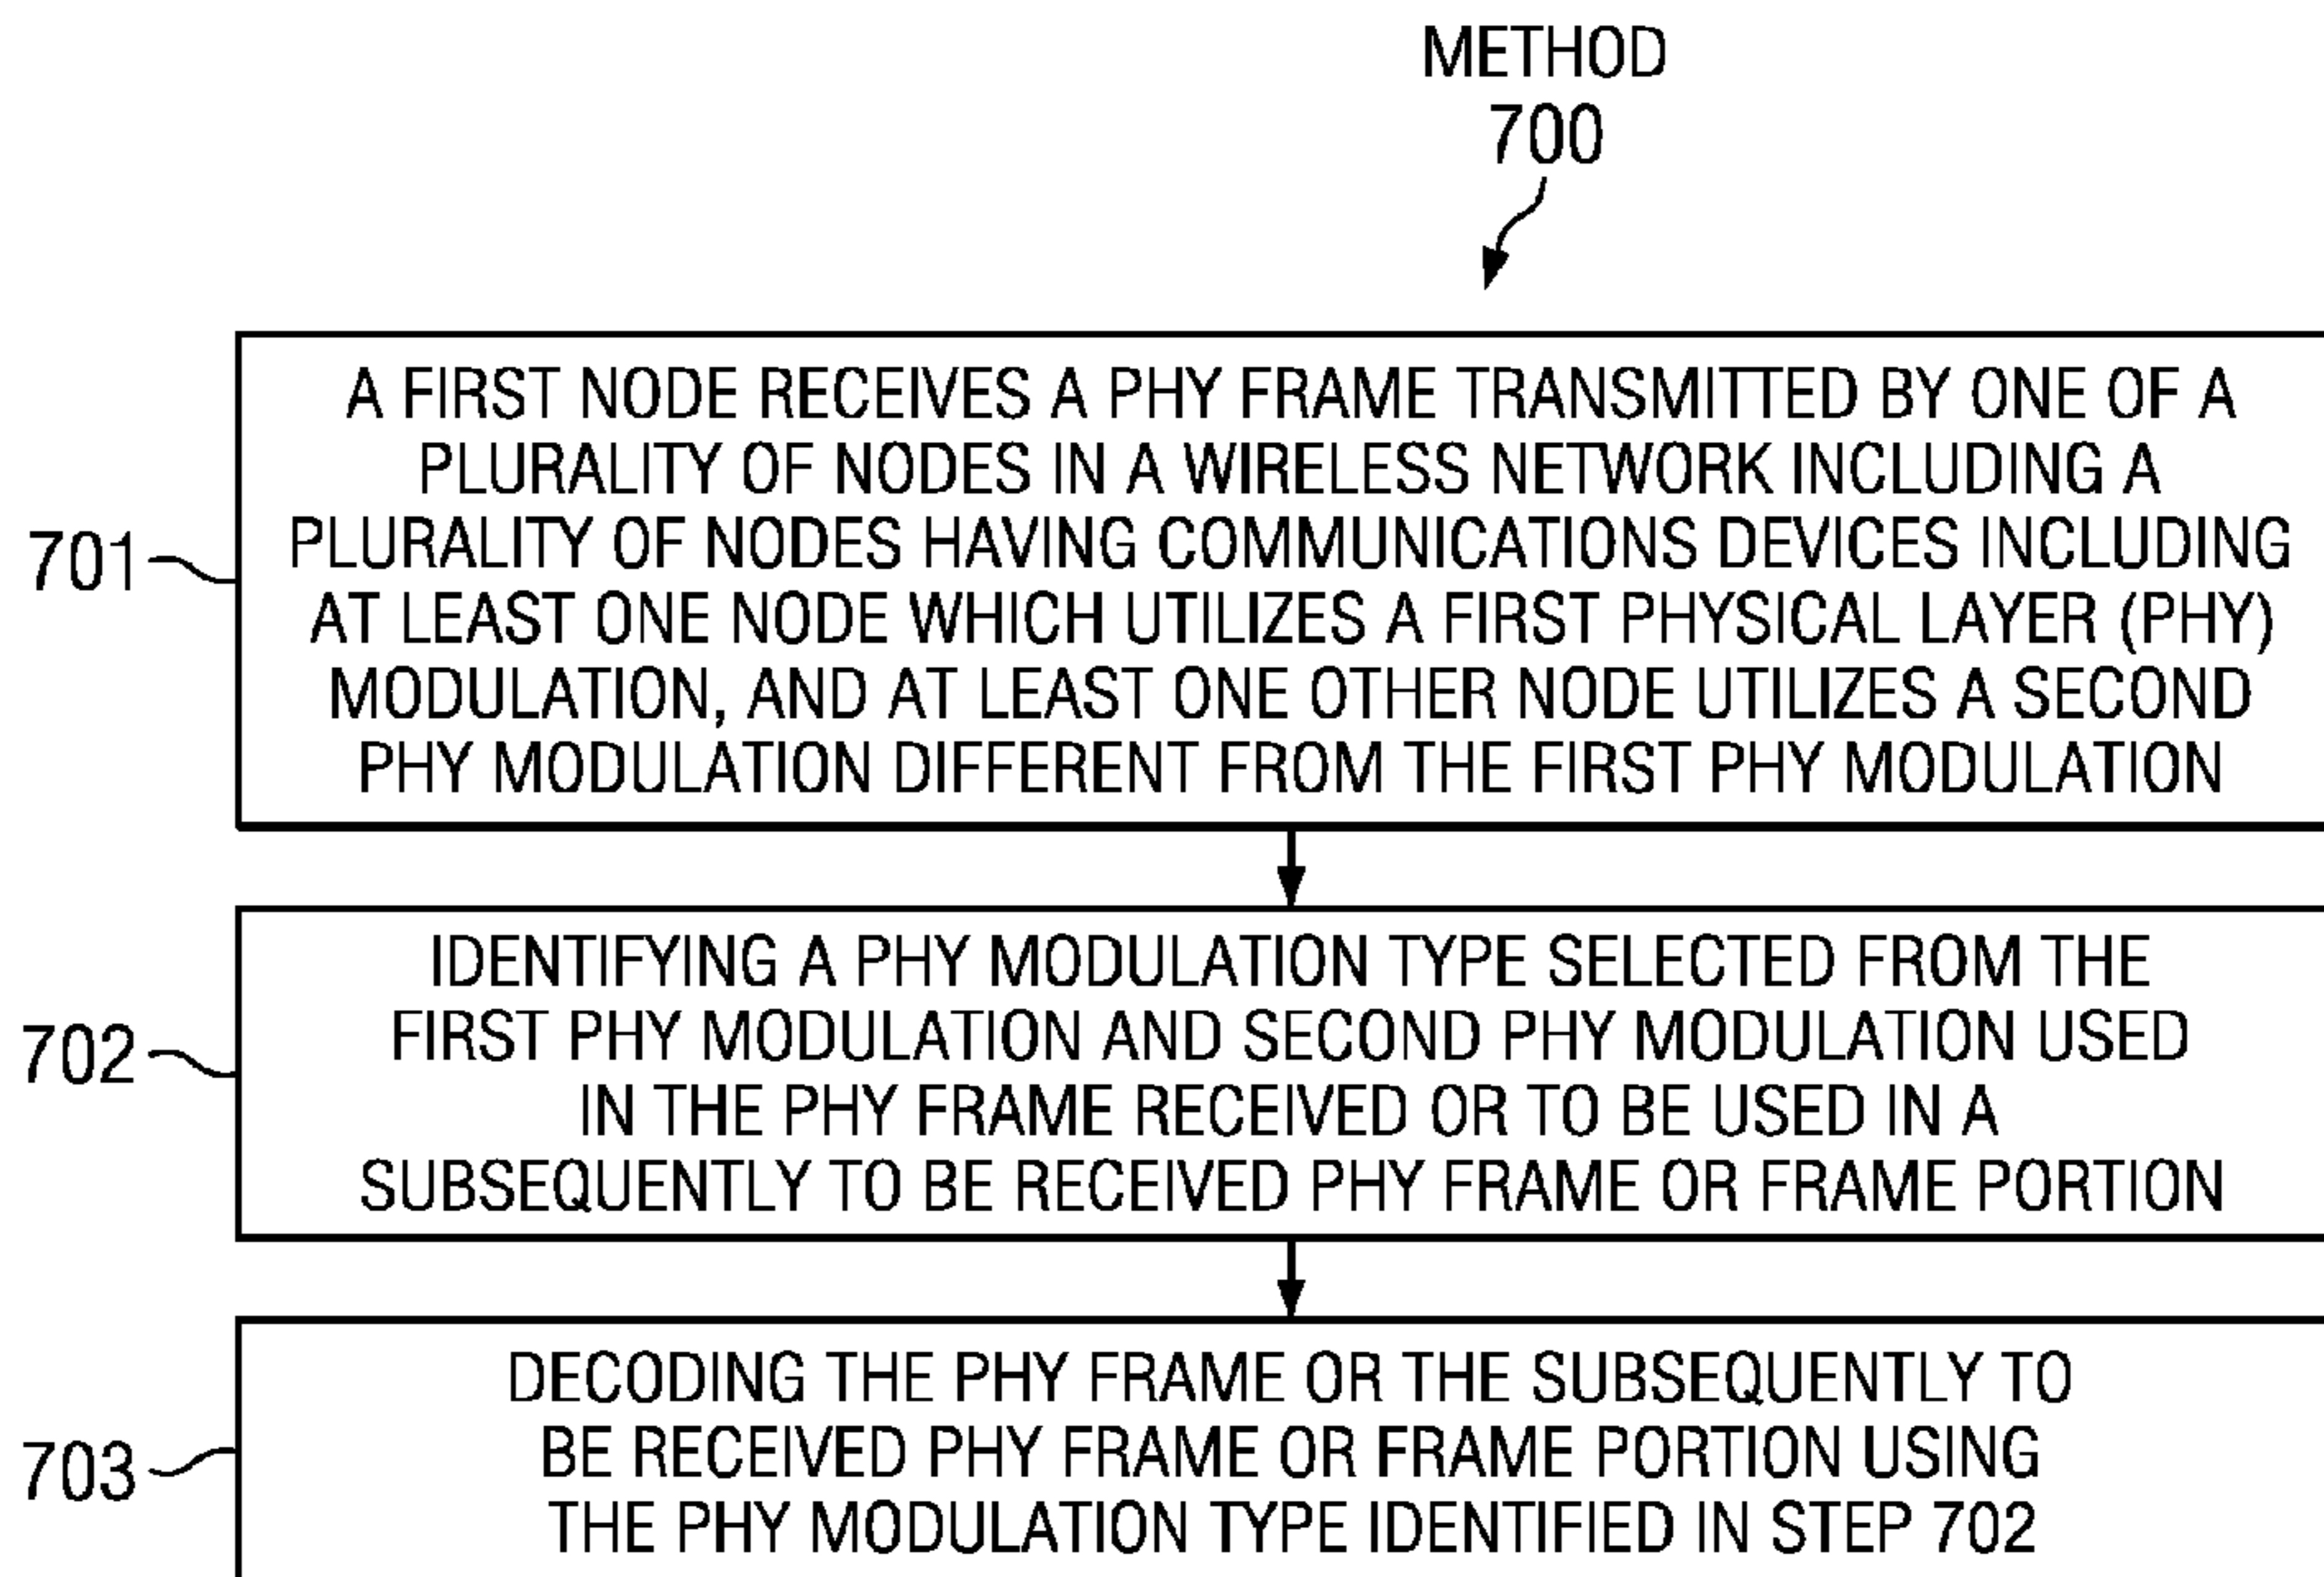 METHOD
700
701
A FIRST NODE RECEIVES A PHY FRAME TRANSMITTED BY ONE OF A
PLURALITY OF NODES IN A WIRELESS NETWORK INCLUDING A
PLURALITY OF NODES HAVING COMMUNICATIONS DEVICES INCLUDING
AT LEAST ONE NODE WHICH UTILIZES A FIRST PHYSICAL LAYER (PHY)
MODULATION, AND AT LEAST ONE OTHER NODE UTILIZES A SECOND
PHY MODULATION DIFFERENT FROM THE FIRST PHY MODULATION
702
IDENTIFYING A PHY MODULATION TYPE SELECTED FROM THE
FIRST PHY MODULATION AND SECOND PHY MODULATION USED
IN THE PHY FRAME RECEIVED OR TO BE USED IN A
SUBSEQUENTLY TO BE RECEIVED PHY FRAME OR FRAME PORTION
703
DECODING THE PHY FRAME OR THE SUBSEQUENTLY TO
BE RECEIVED PHY FRAME OR FRAME PORTION USING
THE PHY MODULATION TYPE IDENTIFIED IN STEP 702